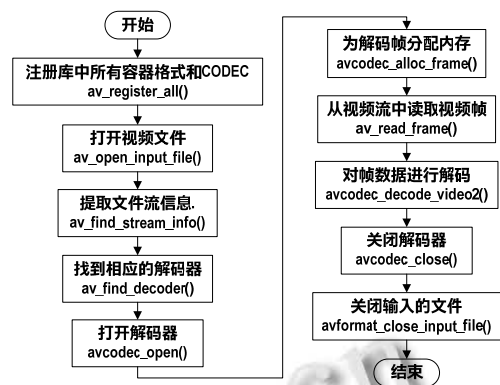 开始
注册库中所有容器格式和CODEC
av_register_all()
打开视频文件
av_open_input_file()
提取文件流信息.
av_find_stream_info()
找到相应的解码器
av_find_decoder()
打开解码器
avcodec_open()
为解码帧分配内存
avcodec_alloc_frame()
从视频流中读取视频帧
av_read_frame()
对帧数据进行解码
avcodec_decode_video2()
关闭解码器
avcodec_close()
关闭输入的文件
avformat_close_input_file()
结束